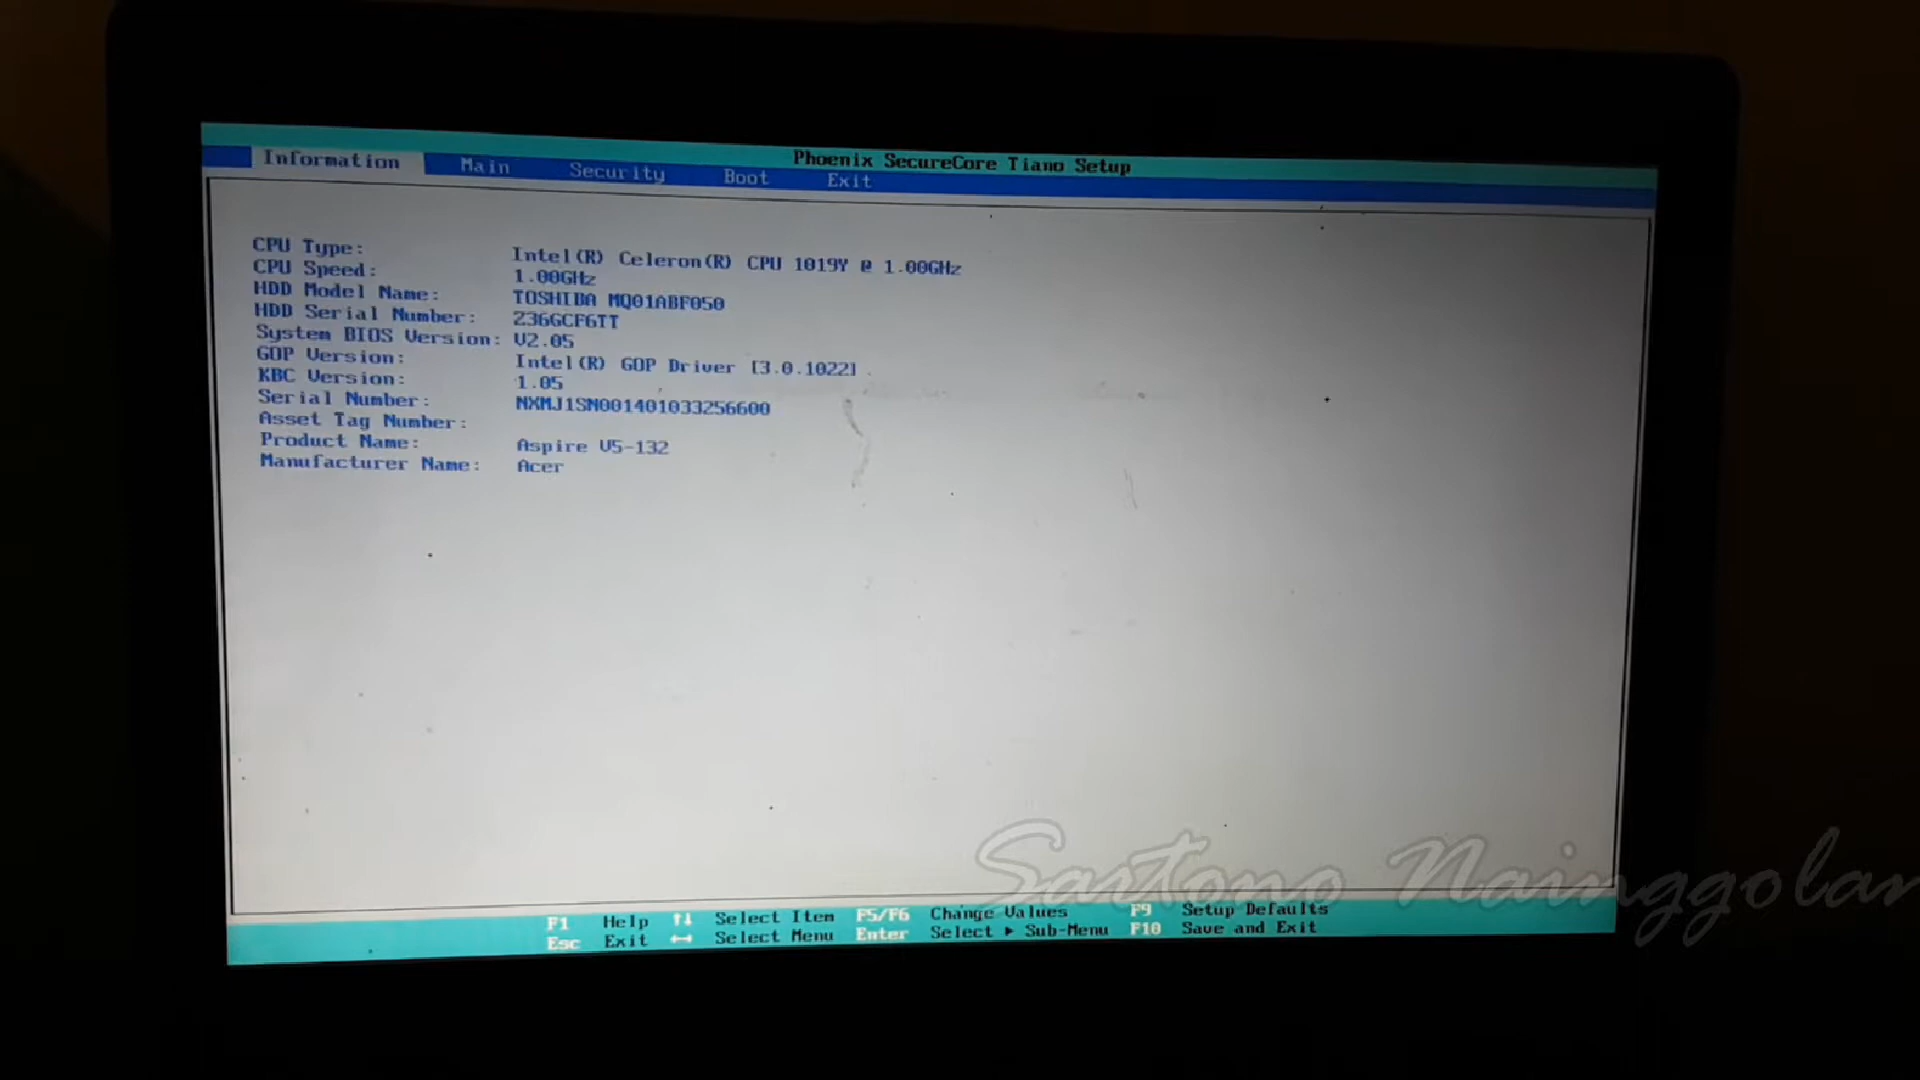 Phoenix SecureCore Tiano Setup
Information Main Security Boot Exit
CPU Type: Intel(R) Celeron(R) CPU 1019Y @ 1.00GHz
CPU Speed: 1.00GHz
HDD Model Name: TOSHIBA MQ01ABF050
HDD Serial Number: Z36GCF6TT
System BIOS Version: V2.05
GOP Version: Intel(R) GOP Driver [3.0.1022]
KBC Version: 1.05
Serial Number: NXMJ1SN001401033256600
Asset Tag Number:
Product Name: Aspire V5-132
Manufacturer Name: Acer
F1 Help ↑↓ Select Item F5/F6 Change Values F9 Setup Defaults
Esc Exit ↔ Select Menu Enter Select ▶ Sub-Menu F10 Save and Exit
Sartono Nainggolan